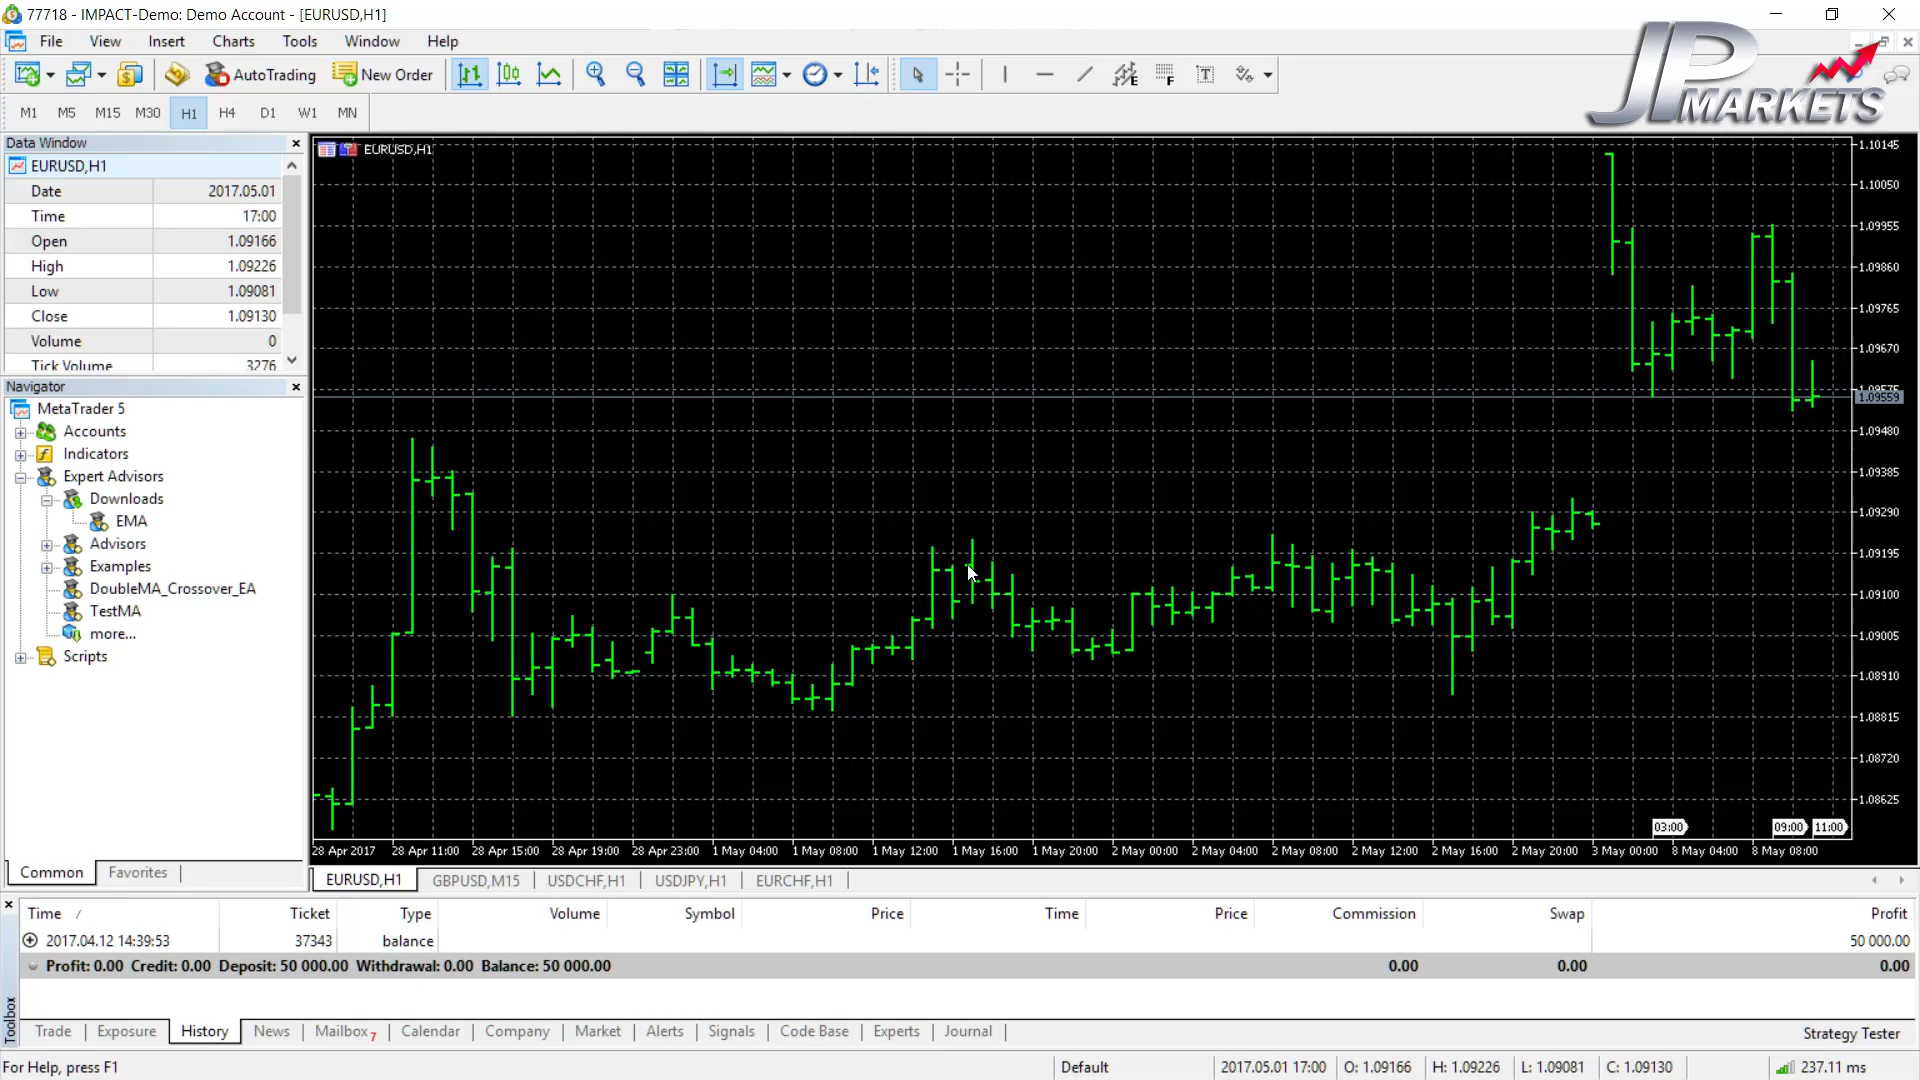 77718 - IMPACT-Demo: Demo Account - [EURUSD,H1]
File View Insert Charts Tools Window Help
AutoTrading New Order
JP MARKETS
M1 M5 M15 M30 H1 H4 D1 W1 MN
Data Window
EURUSD,H1
Date 2017.05.01
Time 17:00
Open 1.09166
High 1.09226
Low 1.09081
Close 1.09130
Volume 0
Tick Volume 3276
Navigator
MetaTrader 5
Accounts
Indicators
Expert Advisors
Downloads
EMA
Advisors
Examples
DoubleMA_Crossover_EA
TestMA
more...
Scripts
Common Favorites
EURUSD,H1
1.10145
1.10050
1.09955
1.09860
1.09765
1.09670
1.09575
1.09559
1.09480
1.09385
1.09290
1.09195
1.09100
1.09005
1.08910
1.08815
1.08720
1.08625
03:00 09:00 11:00
28 Apr 2017 28 Apr 11:00 28 Apr 15:00 28 Apr 19:00 28 Apr 23:00 1 May 04:00 1 May 08:00 1 May 12:00 1 May 16:00 1 May 20:00 2 May 00:00 2 May 04:00 2 May 08:00 2 May 12:00 2 May 16:00 2 May 20:00 3 May 00:00 8 May 04:00 8 May 08:00
EURUSD,H1 GBPUSD,M15 USDCHF,H1 USDJPY,H1 EURCHF,H1
Time Ticket Type Volume Symbol Price Time Price Commission Swap Profit
2017.04.12 14:39:53 37343 balance 50 000.00
Profit: 0.00 Credit: 0.00 Deposit: 50 000.00 Withdrawal: 0.00 Balance: 50 000.00 0.00 0.00 0.00
Toolbox
Trade Exposure History News Mailbox 7 Calendar Company Market Alerts Signals Code Base Experts Journal Strategy Tester
For Help, press F1 Default 2017.05.01 17:00 O: 1.09166 H: 1.09226 L: 1.09081 C: 1.09130 237.11 ms